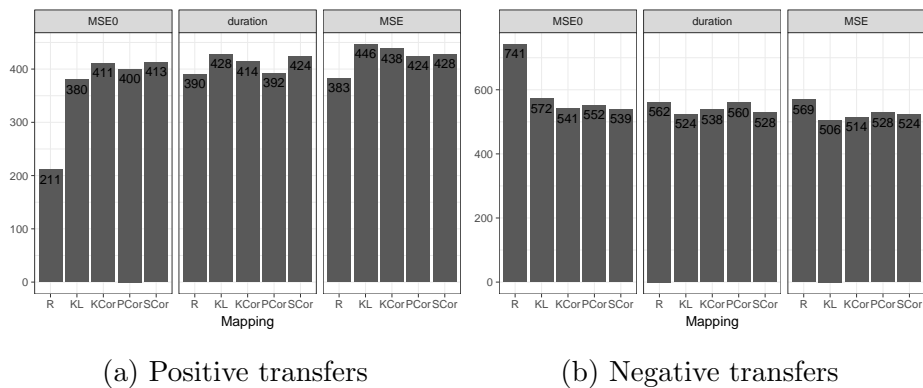 MSE0 duration MSE
400
300
200
100
0
211 380 411 400 413
390 428 414 392 424
383 446 438 424 428
R KL KCor PCor SCor R KL KCor PCor SCor R KL KCor PCor SCor
Mapping
(a) Positive transfers
MSE0 duration MSE
600
400
200
0
741 572 541 552 539
562 524 538 560 528
569 506 514 528 524
R KL KCor PCor SCor R KL KCor PCor SCor R KL KCor PCor SCor
Mapping
(b) Negative transfers